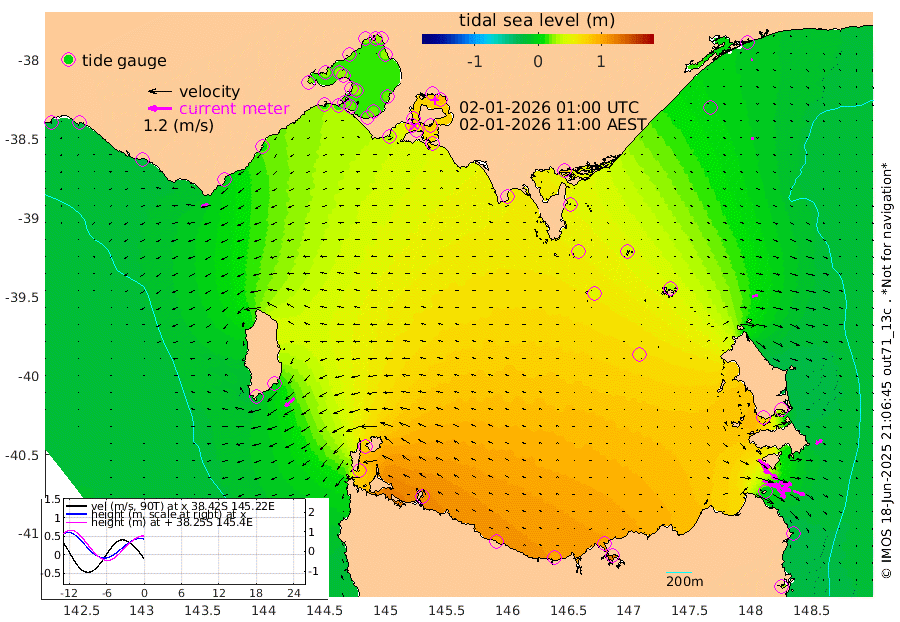 tidal sea level (m)
-1 0 1
tide gauge
velocity
current meter
1.2 (m/s)
02-01-2026 01:00 UTC
02-01-2026 11:00 AEST
-38
-38.5
-39
-39.5
-40
-40.5
-41
vel (m/s, 90T) at x 38.42S 145.22E
height (m, scale at right) at x
height (m) at + 38.25S 145.4E
1.5
1
0.5
0
-0.5
2
1
0
-1
-12 -6 0 6 12 18 24
200m
142.5 143 143.5 144 144.5 145 145.5 146 146.5 147 147.5 148 148.5
© IMOS 18-Jun-2025 21:06:45 out71_13c . *Not for navigation*